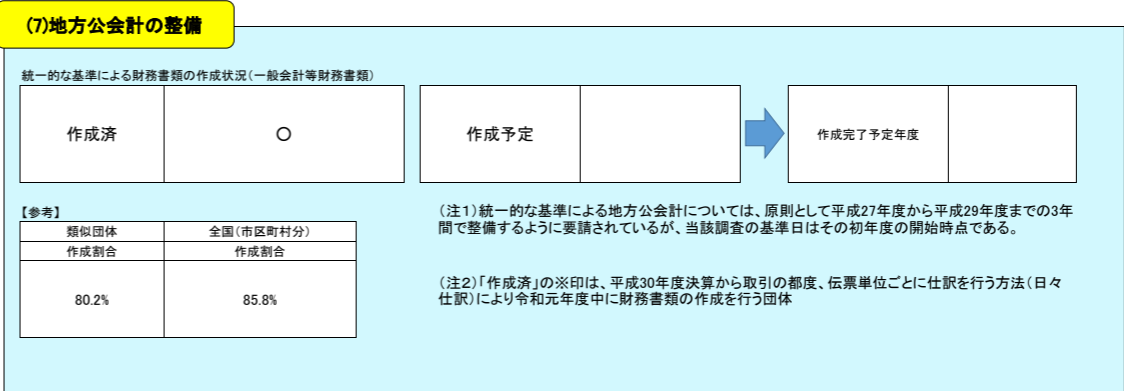 (7)地方公会計の整備
統一的な基準による財務書類の作成状況(一般会計等財務書類)
作成済
○
作成予定
作成完了予定年度
【参考】
類似団体
全国(市区町村分)
作成割合
作成割合
80.2%
85.8%
(注1)統一的な基準による地方公会計については、原則として平成27年度から平成29年度までの3年
間で整備するように要請されているが、当該調査の基準日はその初年度の開始時点である。
(注2)「作成済」の※印は、平成30年度決算から取引の都度、伝票単位ごとに仕訳を行う方法(日々
仕訳)により令和元年度中に財務書類の作成を行う団体